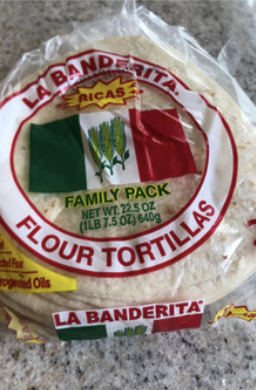 LA BANDERITA
RICAS
FAMILY PACK
NET WT. 22.5 OZ
(1LB 7.5 OZ) 640g
FLOUR TORTILLAS
Oils
LA BANDERITA